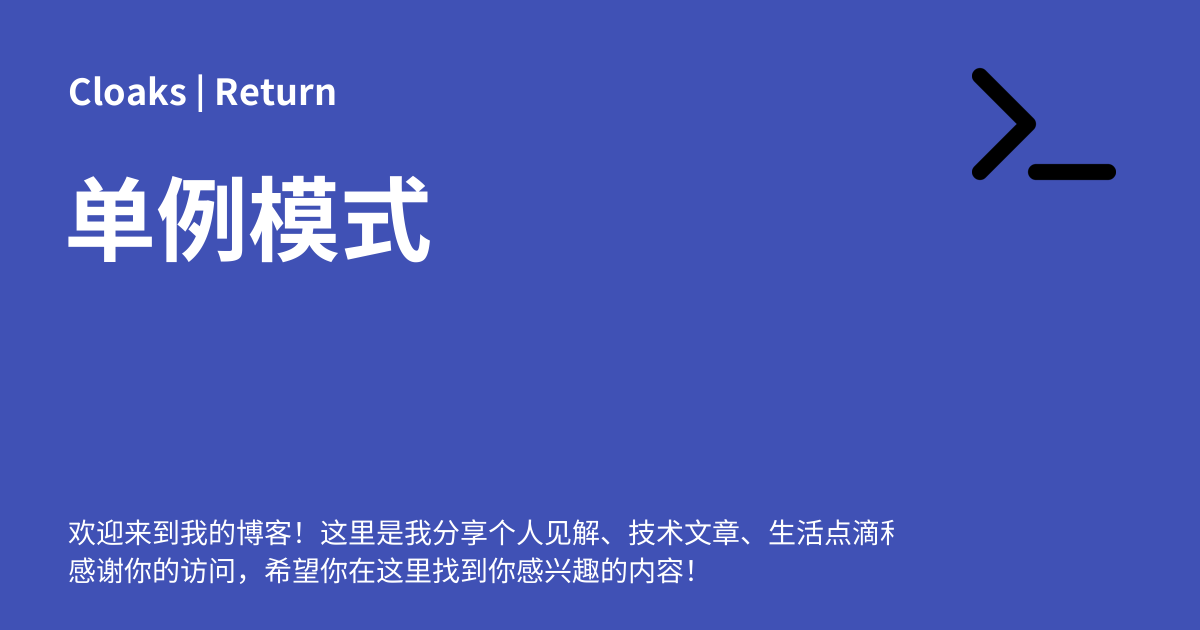 Cloaks | Return
单例模式
欢迎来到我的博客！这里是我分享个人见解、技术文章、生活点滴
感谢你的访问，希望你在这里找到你感兴趣的内容！